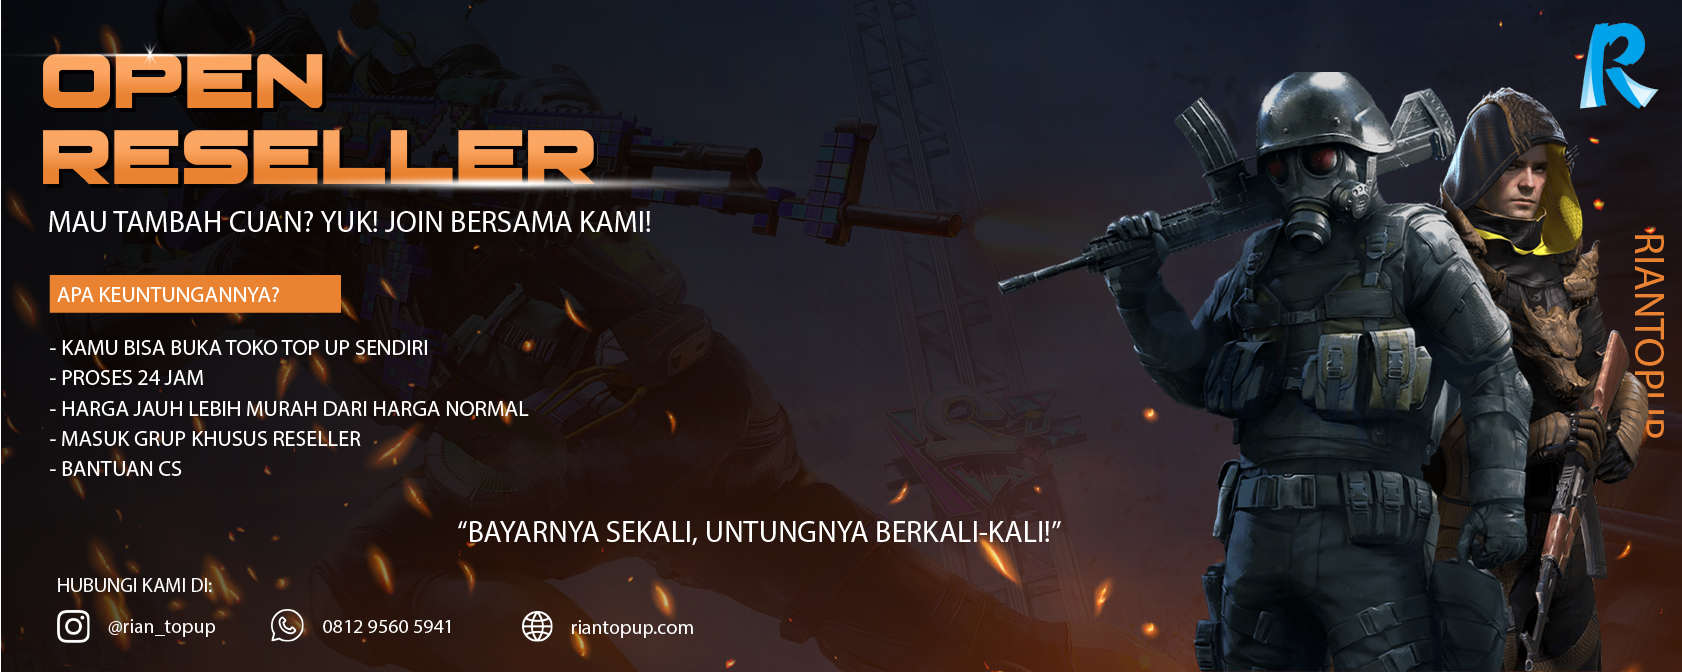 OPEN
RESELLER
MAU TAMBAH CUAN? YUK! JOIN BERSAMA KAMI!
APA KEUNTUNGANNYA?
- KAMU BISA BUKA TOKO TOP UP SENDIRI
- PROSES 24 JAM
- HARGA JAUH LEBIH MURAH DARI HARGA NORMAL
- MASUK GRUP KHUSUS RESELLER
- BANTUAN CS
“BAYARNYA SEKALI, UNTUNGNYA BERKALI-KALI!”
HUBUNGI KAMI DI:
@rian_topup
0812 9560 5941
riantopup.com
R
RIANTOPUP